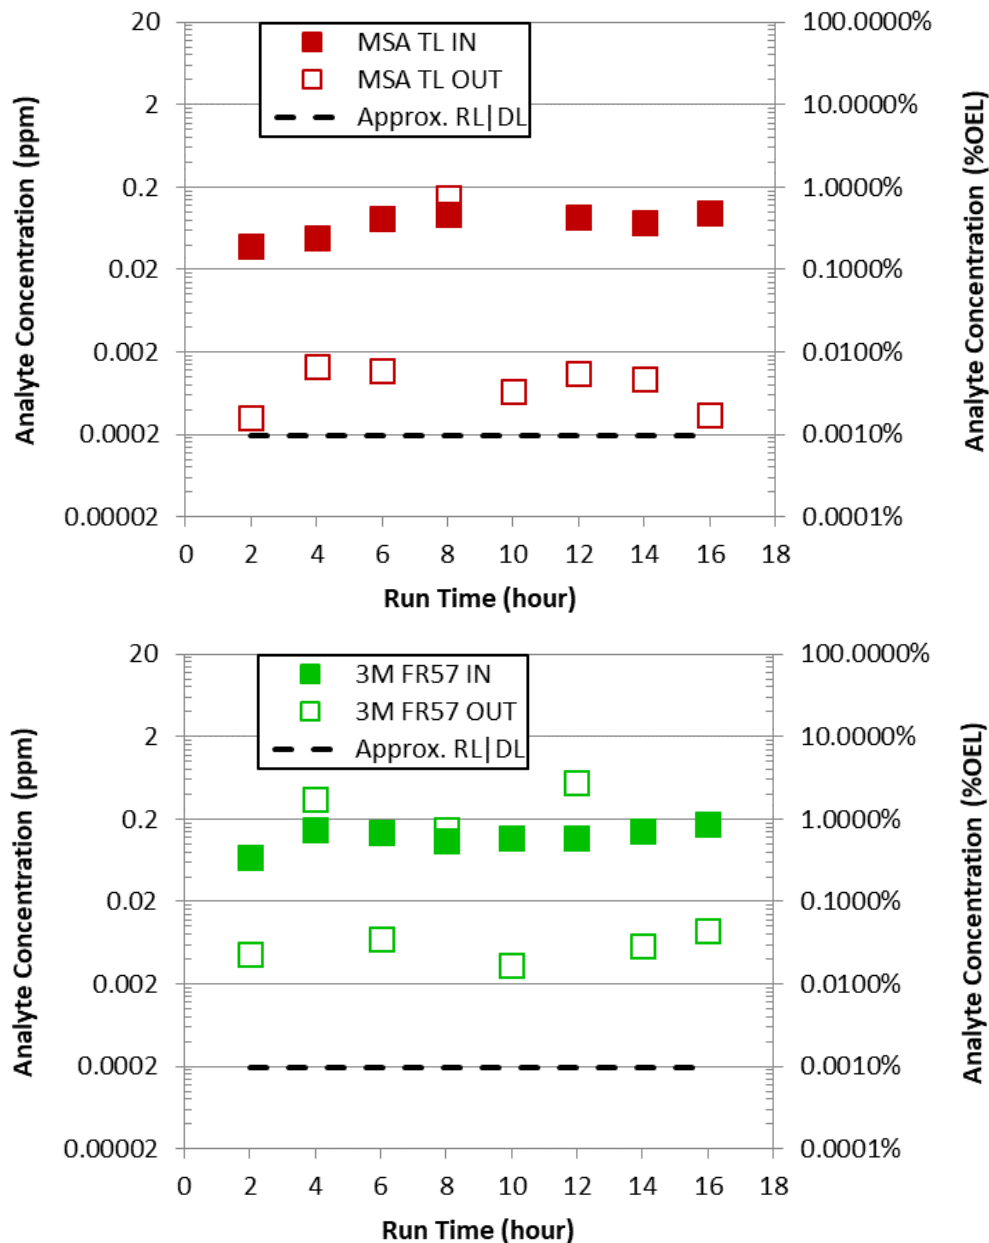 MSA TL IN
MSA TL OUT
Approx. RL|DL
Analyte Concentration (ppm)
20
2
0.2
0.02
0.002
0.0002
0.00002
100.0000%
10.0000%
1.0000%
0.1000%
0.0100%
0.0010%
0.0001%
Analyte Concentration (%OEL)
0 2 4 6 8 10 12 14 16 18
Run Time (hour)
3M FR57 IN
3M FR57 OUT
Approx. RL|DL
Analyte Concentration (ppm)
20
2
0.2
0.02
0.002
0.0002
0.00002
100.0000%
10.0000%
1.0000%
0.1000%
0.0100%
0.0010%
0.0001%
Analyte Concentration (%OEL)
0 2 4 6 8 10 12 14 16 18
Run Time (hour)